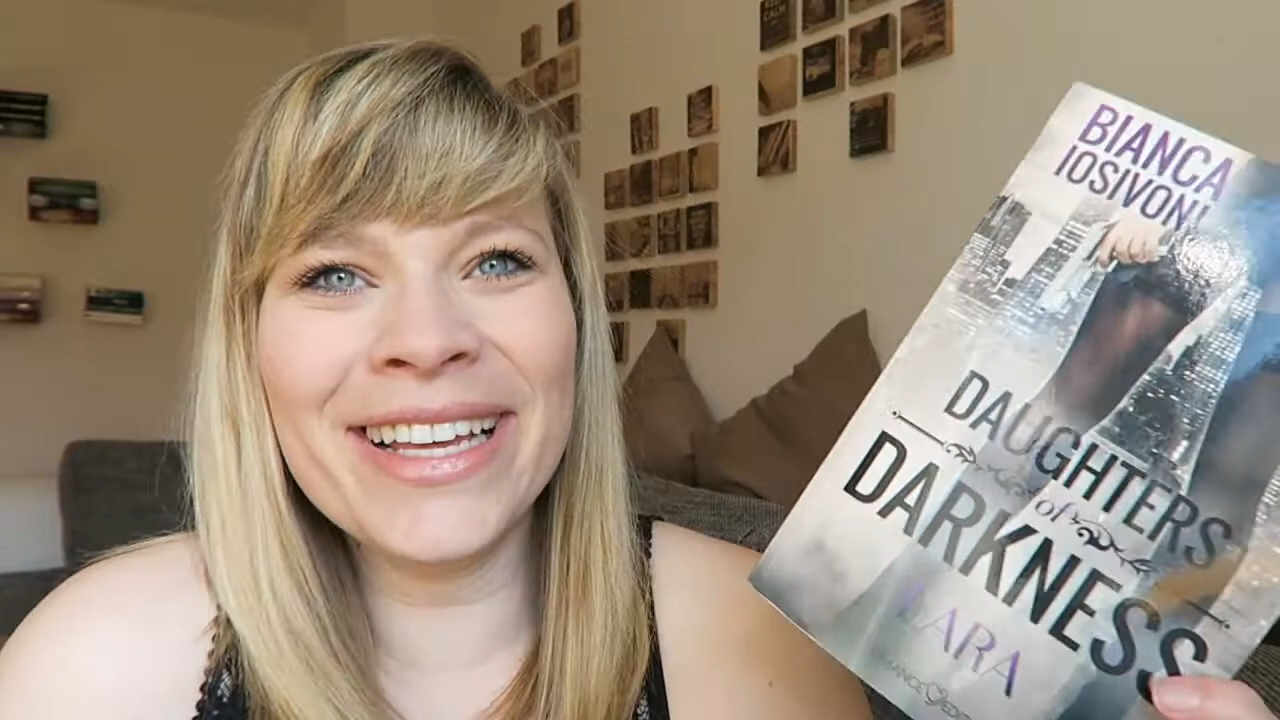 BIANCA
IOSIVONI
DAUGHTERS
of
DARKNESS
LARA